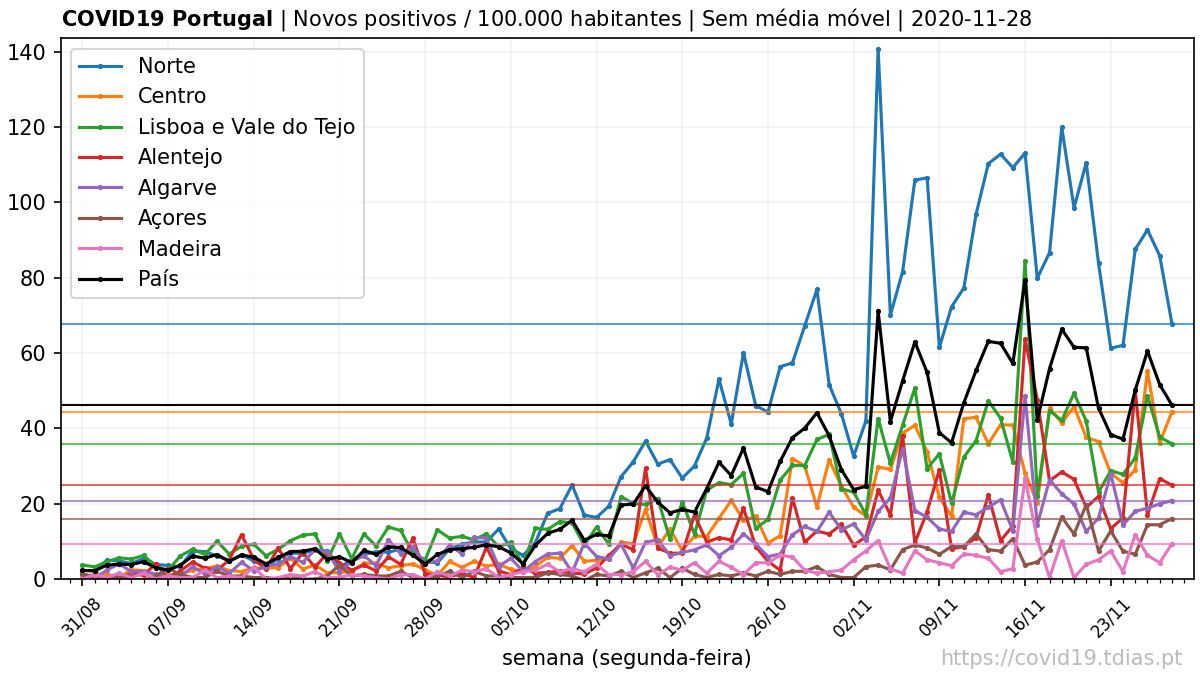 COVID19 Portugal | Novos positivos / 100.000 habitantes | Sem média móvel | 2020-11-28
140
120
100
80
60
40
20
0
Norte
Centro
Lisboa e Vale do Tejo
Alentejo
Algarve
Açores
Madeira
País
31/08
07/09
14/09
21/09
28/09
05/10
12/10
19/10
26/10
02/11
09/11
16/11
23/11
semana (segunda-feira)
https://covid19.tdias.pt